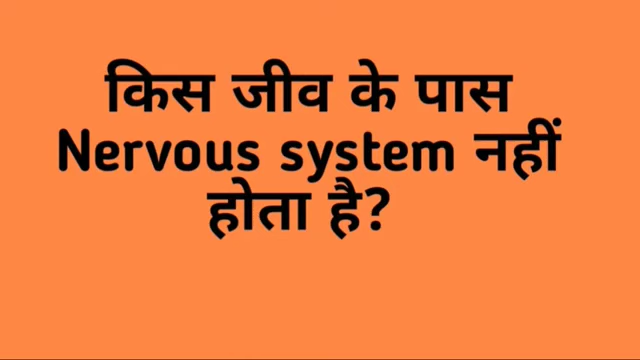 किस जीव के पास
Nervous system नहीं
होता है?